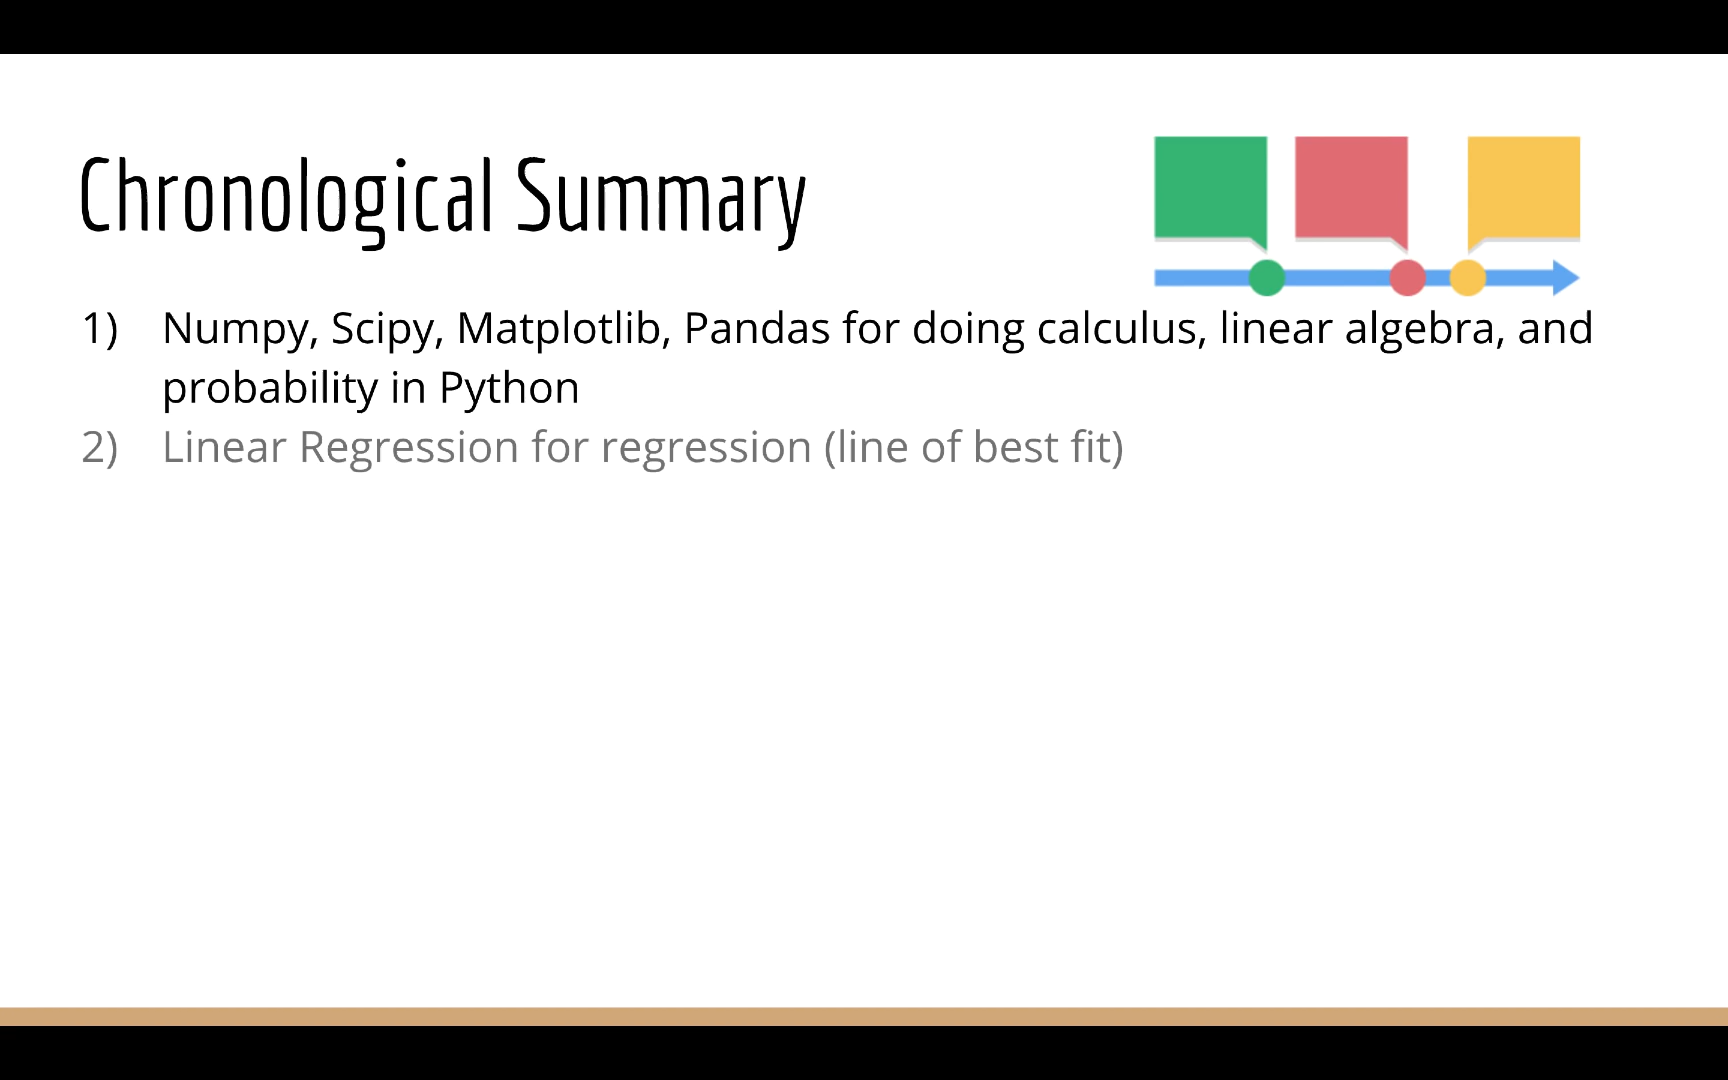 Chronological Summary
1) Numpy, Scipy, Matplotlib, Pandas for doing calculus, linear algebra, and
probability in Python
2) Linear Regression for regression (line of best fit)